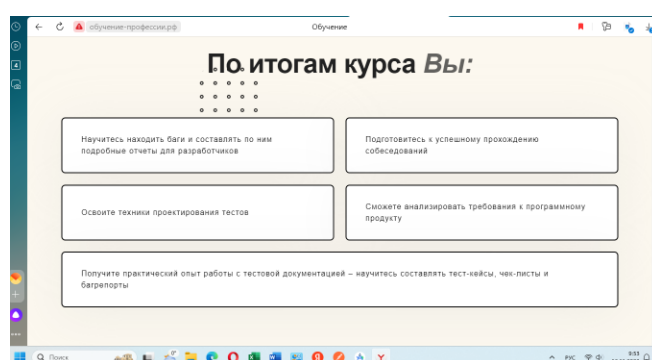 обучение-профессии.рф
Обучение
По итогам курса Вы:
Научитесь находить баги и составлять по ним
подробные отчеты для разработчиков
Подготовитесь к успешному прохождению
собеседований
Освоите техники проектирования тестов
Сможете анализировать требования к программному
продукту
Получите практический опыт работы с тестовой документацией – научитесь составлять тест-кейсы, чек-листы и
багрепорты
Поиск
РУС
9:53